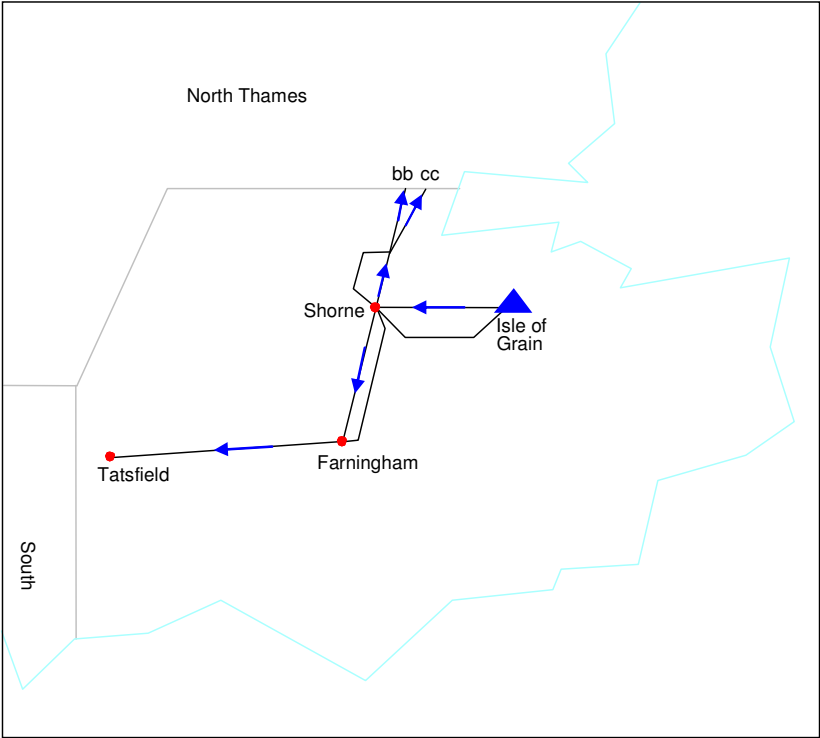 North Thames
bb cc
Shorne
Isle of
Grain
Farningham
Tatsfield
South